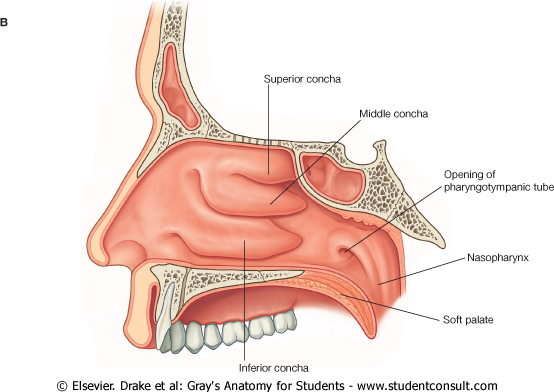 B
Superior concha
Middle concha
Opening of
pharyngotympanic tube
Nasopharynx
Soft palate
Inferior concha
© Elsevier. Drake et al: Gray's Anatomy for Students - www.studentconsult.com